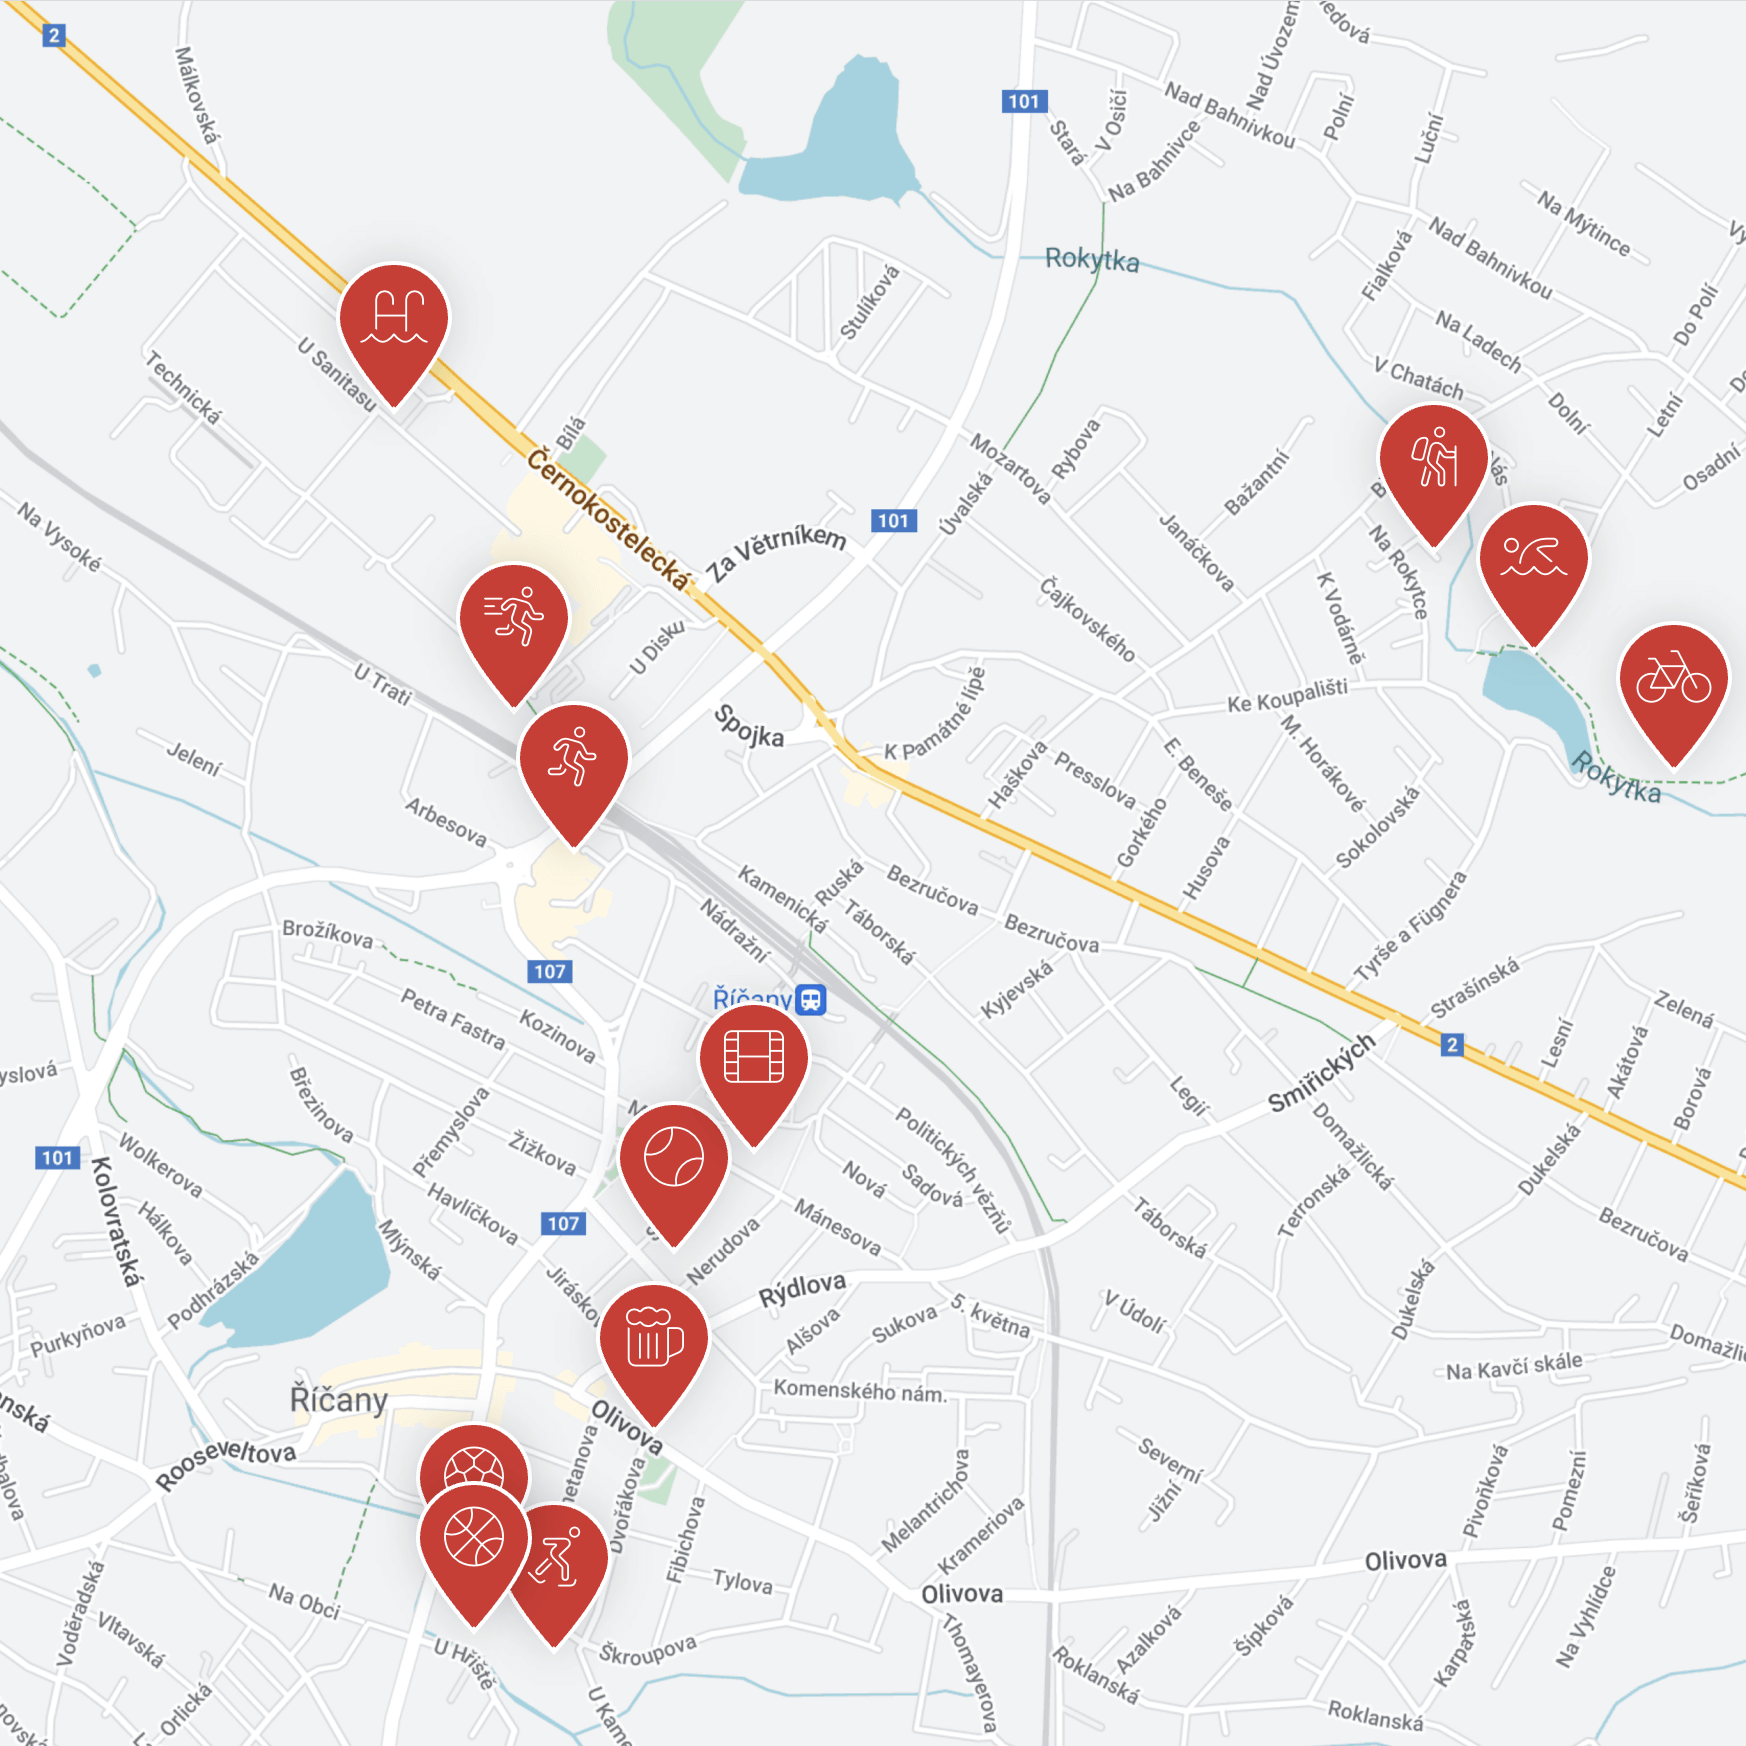 2
Málkovská
101
Stará
V Osičí
Nad Bahnivkou
Nad Úvozem
Polní
Luční
Na Bahnivce
Na Mýtince
Rokytka
Fialková
Nad Bahnivkou
Stulíková
Do Polí
Na Ladech
V Chatách
Dolní
Letní
Osadní
U Sanitasu
Technická
Bílá
Černokostelecká
Mozartova
Rybova
Bažantní
Úvalská
101
Za Větrníkem
Janáčkova
Na Rokytce
Na Vysoké
Čajkovského
K Vodárně
U Disku
U Trati
Spojka
K Památné lípě
Ke Koupališti
M. Horákové
E. Beneše
Haškova
Presslova
Rokytka
Jelení
Arbesova
Gorkého
Sokolovská
Husova
Kamenická
Ruská
Bezručova
Táborská
Nádražní
Bezručova
Tyrše a Fügnera
Brožíkova
107
Říčany
Kyjevská
Strašínská
Zelená
Petra Fastra
Kozinova
Smiřických
2
Lesní
Akátová
Borová
Březinova
Přemyslova
Žižkova
Legií
Politických vězňů
Domažlická
Dukelská
101
Wolkerova
Kolovratská
Hálkova
Havlíčkova
Mlýnská
107
Nová
Sadová
Mánesova
Nerudova
Táborská
Terronská
Bezručova
Podhrázská
Rýdlova
Alšova
Sukova
5. května
V Údolí
Dukelská
Purkyňova
Na Kavčí skále
Říčany
Komenského nám.
Olivova
Rooseveltova
Severní
Jižní
Dvořákova
Fibichova
Melantrichova
Krameriova
Pivoňková
Pomezní
Šeříková
Olivova
Olivova
Tylova
Na Obci
Voděradská
Vltavská
U Hřiště
Škroupova
Thomayerova
Azalková
Šípková
Karpatská
Na Vyhlídce
Orlická
Roklanská
Roklanská